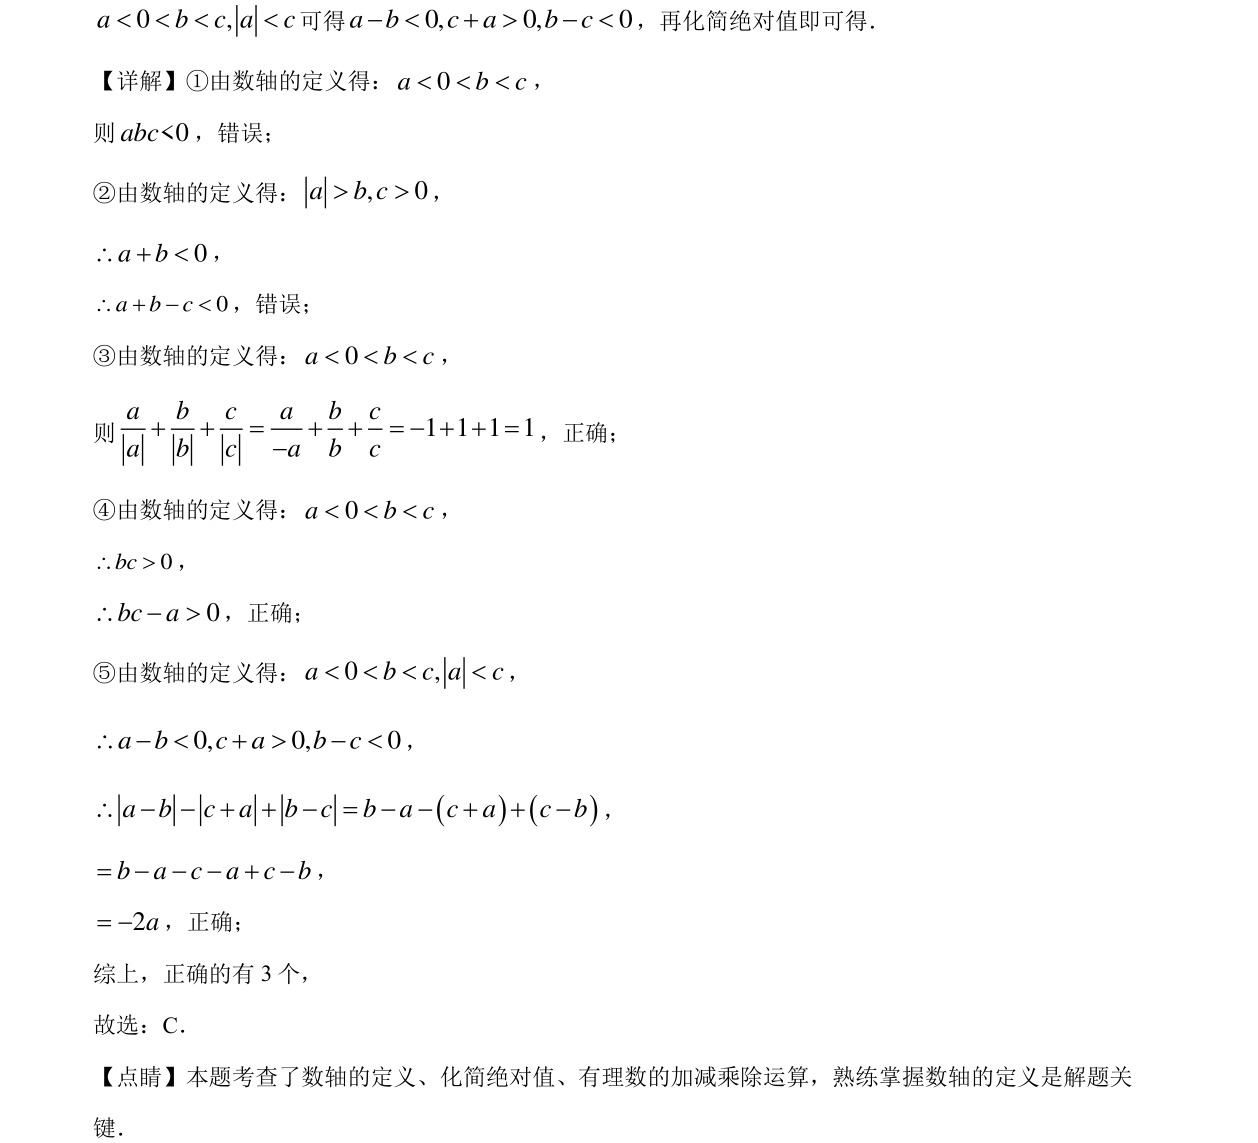 a<0<b<c,|a|<c可得a−b<0,c+a>0,b−c<0，再化简绝对值即可得．
【详解】①由数轴的定义得：a<0<b<c，
则abc<0，错误；
②由数轴的定义得：|a|>b,c>0，
∴a+b<0，
∴a+b−c<0，错误；
③由数轴的定义得：a<0<b<c，
则a/|a|+b/|b|+c/|c|=a/−a+b/b+c/c=−1+1+1=1，正确；
④由数轴的定义得：a<0<b<c，
∴bc>0，
∴bc−a>0，正确；
⑤由数轴的定义得：a<0<b<c,|a|<c，
∴a−b<0,c+a>0,b−c<0，
∴|a−b|−|c+a|+|b−c|=b−a−(c+a)+(c−b)，
=b−a−c−a+c−b，
=−2a，正确；
综上，正确的有 3 个，
故选：C．
【点睛】本题考查了数轴的定义、化简绝对值、有理数的加减乘除运算，熟练掌握数轴的定义是解题关
键．